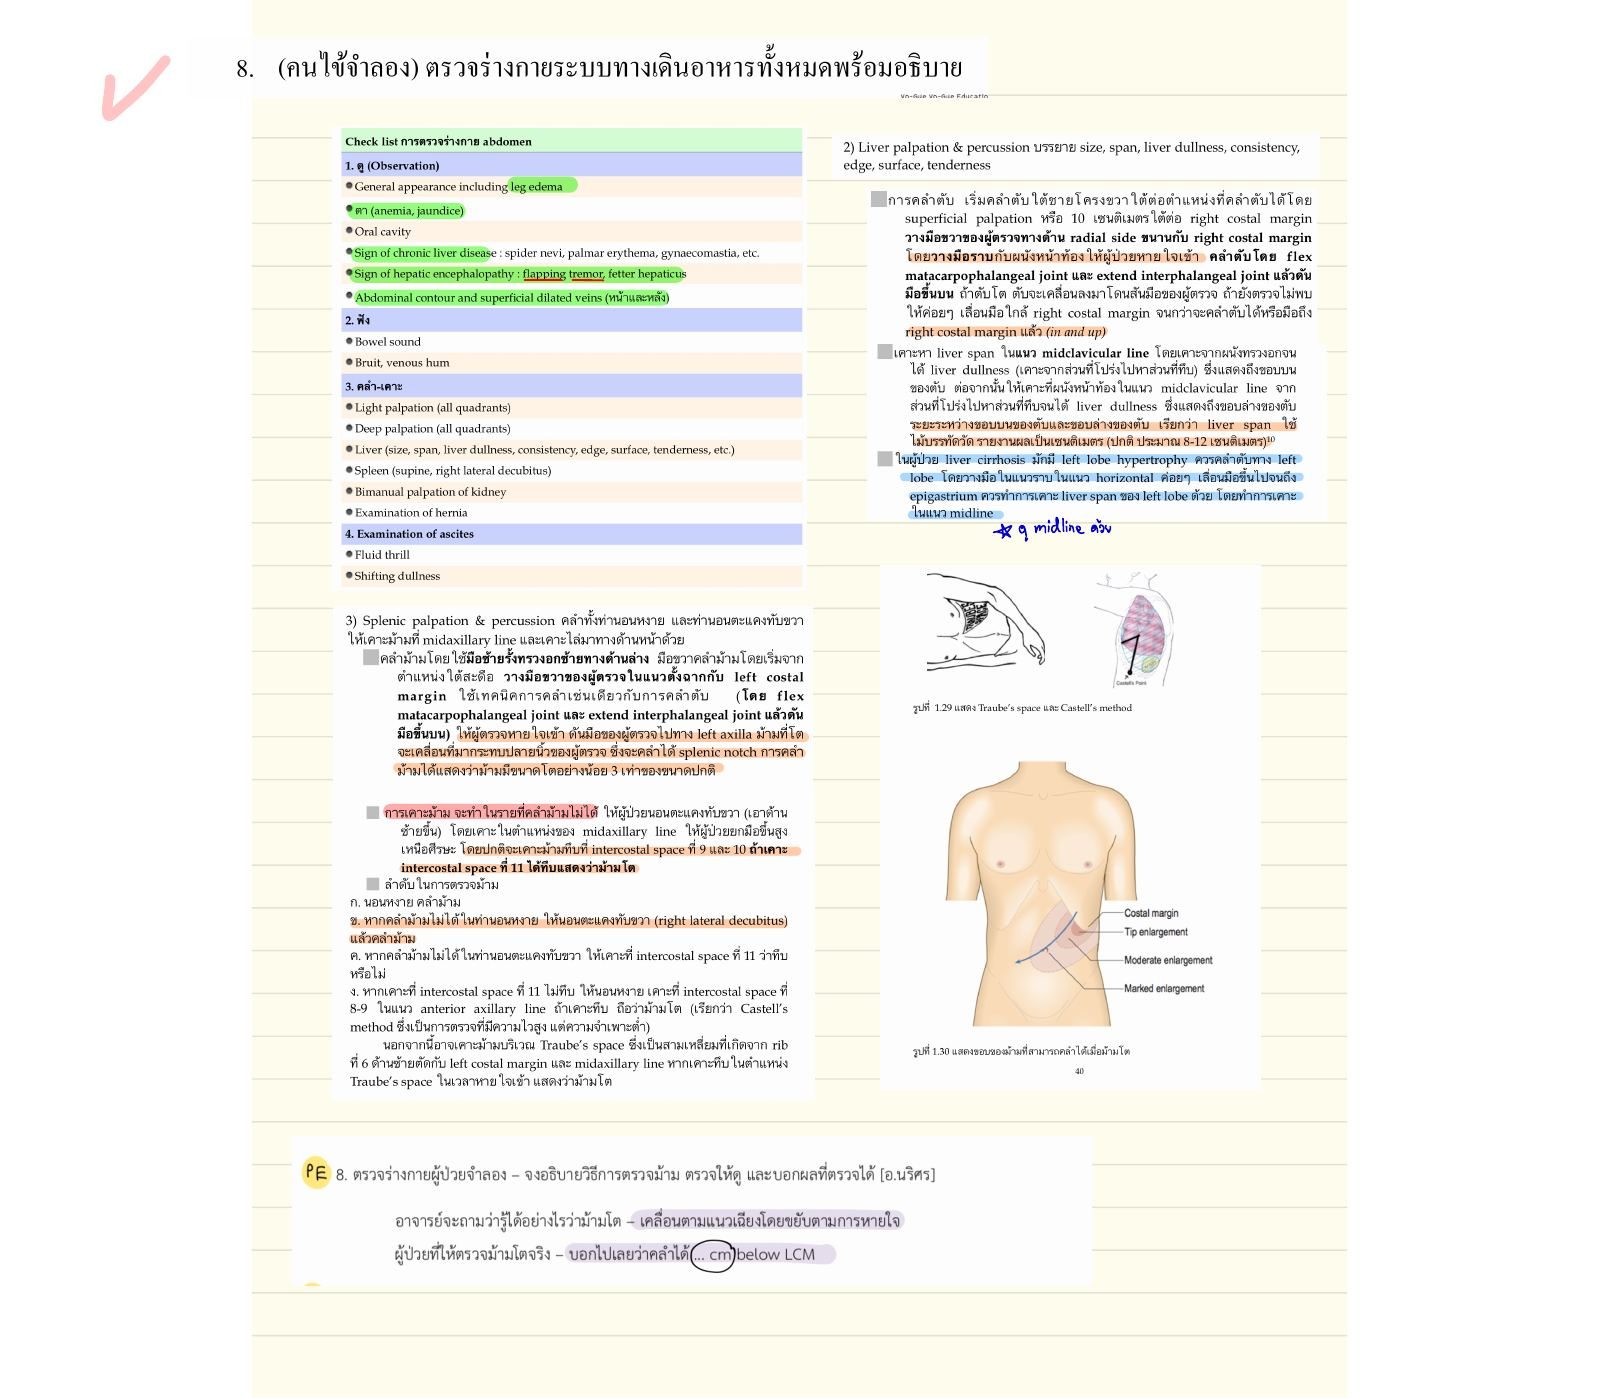 8. (คนไข้จำลอง) ตรวจร่างกายระบบทางเดินอาหารทั้งหมดพร้อมอธิบาย
Check list การตรวจร่างกาย abdomen
1. ดู (Observation)
● General appearance including leg edema
● ตา (anemia, jaundice)
● Oral cavity
● Sign of chronic liver disease : spider nevi, palmar erythema, gynaecomastia, etc.
● Sign of hepatic encephalopathy : flapping tremor, fetter hepaticus
● Abdominal contour and superficial dilated veins (หน้าและหลัง)
2. ฟัง
● Bowel sound
● Bruit, venous hum
3. คลำ-เคาะ
● Light palpation (all quadrants)
● Deep palpation (all quadrants)
● Liver (size, span, liver dullness, consistency, edge, surface, tenderness, etc.)
● Spleen (supine, right lateral decubitus)
● Bimanual palpation of kidney
● Examination of hernia
4. Examination of ascites
● Fluid thrill
● Shifting dullness
3) Splenic palpation & percussion คลำทั้งท่านอนหงาย และท่านอนตะแคงทับขวา
ให้เคาะม้ามที่ midaxillary line และเคาะไล่มาทางด้านหน้าด้วย
คลำม้ามโดยใช้มือซ้ายรั้งทรวงอกซ้ายทางด้านล่าง มือขวาคลำม้ามโดยเริ่มจาก
ตำแหน่งใต้สะดือ วางมือขวาของผู้ตรวจในแนวตั้งฉากกับ left costal
margin ใช้เทคนิคการคลำเช่นเดียวกับการคลำตับ (โดย flex
matacarpophalangeal joint และ extend interphalangeal joint แล้วดัน
มือขึ้นบน) ให้ผู้ตรวจหายใจเข้า ดันมือของผู้ตรวจไปทาง left axilla ม้ามที่โต
จะเคลื่อนที่มากระทบปลายนิ้วของผู้ตรวจ ซึ่งจะคลำได้ splenic notch การคลำ
ม้ามได้แสดงว่าม้ามมีขนาดโตอย่างน้อย 3 เท่าของขนาดปกติ
การเคาะม้าม จะทำในรายที่คลำม้ามไม่ได้ ให้ผู้ป่วยนอนตะแคงทับขวา (เอาด้าน
ซ้ายขึ้น) โดยเคาะในตำแหน่งของ midaxillary line ให้ผู้ป่วยยกมือขึ้นสูง
เหนือศีรษะ โดยปกติจะเคาะม้ามทึบที่ intercostal space ที่ 9 และ 10 ถ้าเคาะ
intercostal space ที่ 11 ได้ทึบแสดงว่าม้ามโต
ลำดับในการตรวจม้าม
ก. นอนหงาย คลำม้าม
ข. หากคลำม้ามไม่ได้ในท่านอนหงาย ให้นอนตะแคงทับขวา (right lateral decubitus)
แล้วคลำม้าม
ค. หากคลำม้ามไม่ได้ในท่านอนตะแคงทับขวา ให้เคาะที่ intercostal space ที่ 11 ว่าทึบ
หรือไม่
ง. หากเคาะที่ intercostal space ที่ 11 ไม่ทึบ ให้นอนหงาย เคาะที่ intercostal space ที่
8-9 ในแนว anterior axillary line ถ้าเคาะทึบ ถือว่าม้ามโต (เรียกว่า Castell's
method ซึ่งเป็นการตรวจที่มีความไวสูง แต่ความจำเพาะต่ำ)
นอกจากนี้อาจเคาะม้ามบริเวณ Traube's space ซึ่งเป็นสามเหลี่ยมที่เกิดจาก rib
ที่ 6 ด้านซ้ายตัดกับ left costal margin และ midaxillary line หากเคาะทึบในตำแหน่ง
Traube's space ในเวลาหายใจเข้า แสดงว่าม้ามโต
2) Liver palpation & percussion บรรยาย size, span, liver dullness, consistency,
edge, surface, tenderness
การคลำตับ เริ่มคลำตับใต้ชายโครงขวาใต้ต่อตำแหน่งที่คลำตับได้โดย
superficial palpation หรือ 10 เซนติเมตรใต้ต่อ right costal margin
วางมือขวาของผู้ตรวจทางด้าน radial side ขนานกับ right costal margin
โดยวางมือราบกับผนังหน้าท้อง ให้ผู้ป่วยหายใจเข้า คลำตับโดย flex
matacarpophalangeal joint และ extend interphalangeal joint แล้วดัน
มือขึ้นบน ถ้าตับโต ตับจะเคลื่อนลงมาโดนสันมือของผู้ตรวจ ถ้ายังตรวจไม่พบ
ให้ค่อยๆ เลื่อนมือใกล้ right costal margin จนกว่าจะคลำตับได้หรือมือถึง
right costal margin แล้ว (in and up)
เคาะหา liver span ในแนว midclavicular line โดยเคาะจากผนังทรวงอกจน
ได้ liver dullness (เคาะจากส่วนที่โปร่งไปหาส่วนที่ทึบ) ซึ่งแสดงถึงขอบบน
ของตับ ต่อจากนั้นให้เคาะที่ผนังหน้าท้องในแนว midclavicular line จาก
ส่วนที่โปร่งไปหาส่วนที่ทึบจนได้ liver dullness ซึ่งแสดงถึงขอบล่างของตับ
ระยะระหว่างขอบบนของตับและขอบล่างของตับ เรียกว่า liver span ใช้
ไม้บรรทัดวัด รายงานผลเป็นเซนติเมตร (ปกติ ประมาณ 8-12 เซนติเมตร)¹⁰
ในผู้ป่วย liver cirrhosis มักมี left lobe hypertrophy ควรคลำตับทาง left
lobe โดยวางมือในแนวราบในแนว horizontal ค่อยๆ เลื่อนมือขึ้นไปจนถึง
epigastrium ควรทำการเคาะ liver span ของ left lobe ด้วย โดยทำการเคาะ
ในแนว midline
☆ ดู midline ด้วย
Castell's Point
รูปที่ 1.29 แสดง Traube's space และ Castell's method
Costal margin
Tip enlargement
Moderate enlargement
Marked enlargement
รูปที่ 1.30 แสดงขอบของม้ามที่สามารถคลำได้เมื่อม้ามโต
40
PE 8. ตรวจร่างกายผู้ป่วยจำลอง – จงอธิบายวิธีการตรวจม้าม ตรวจให้ดู และบอกผลที่ตรวจได้ [อ.นริศร]
อาจารย์จะถามว่ารู้ได้อย่างไรว่าม้ามโต – เคลื่อนตามแนวเฉียงโดยขยับตามการหายใจ
ผู้ป่วยที่ให้ตรวจม้ามโตจริง – บอกไปเลยว่าคลำได้ ... cm below LCM